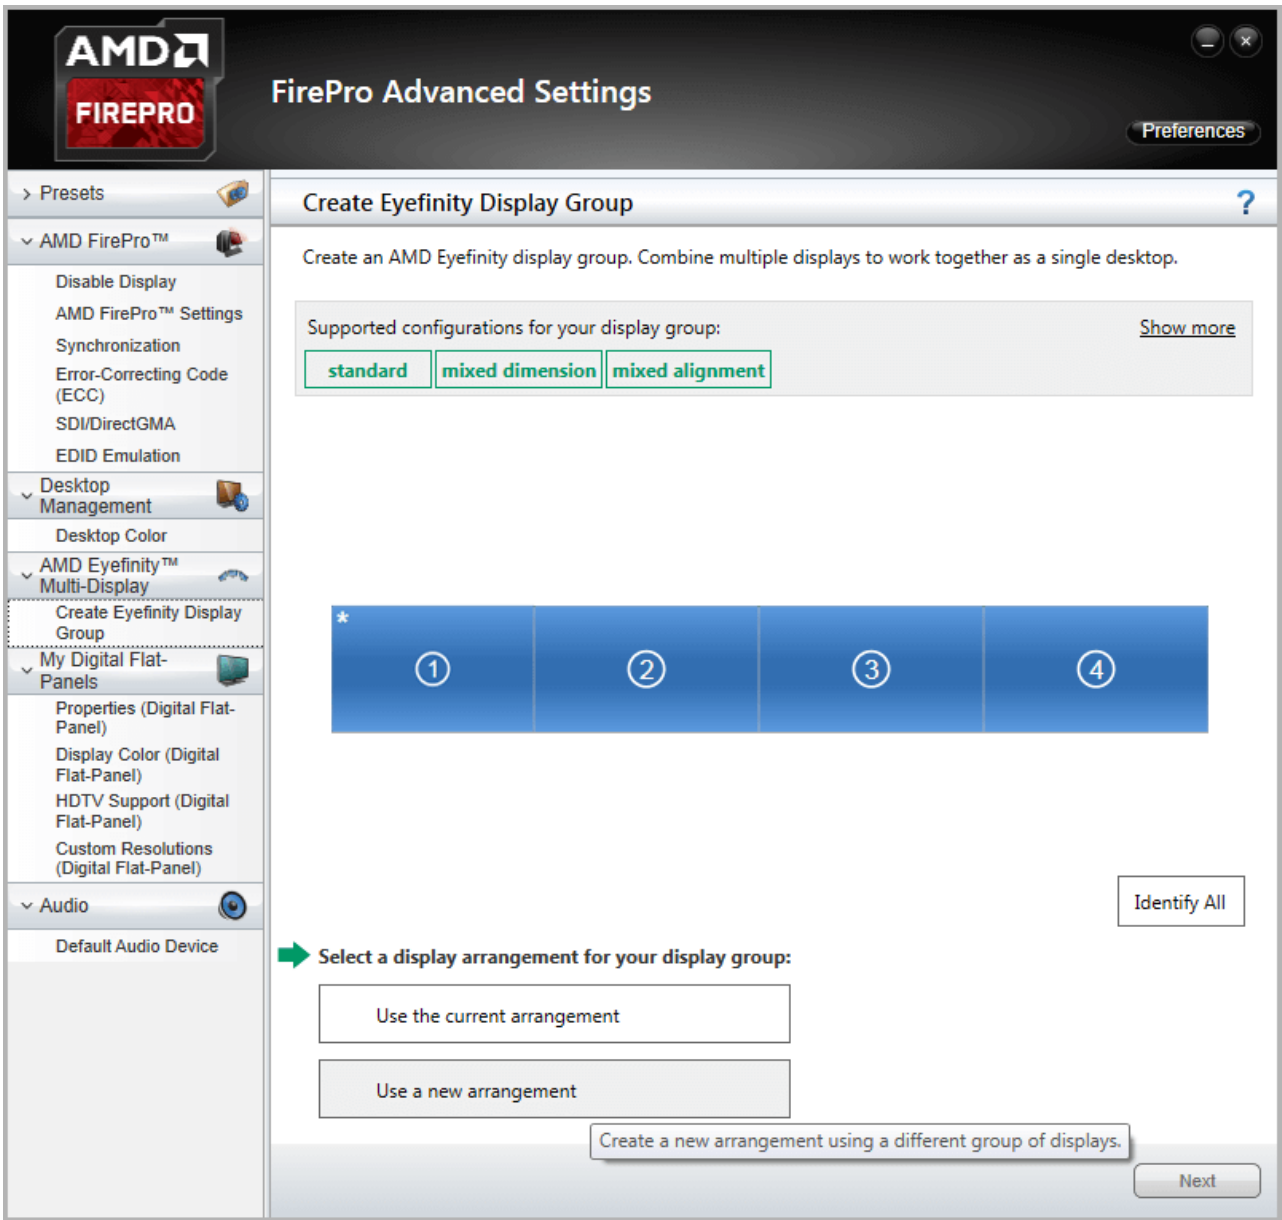 AMD
FIREPRO
FirePro Advanced Settings
Preferences
Presets
AMD FirePro™
Disable Display
AMD FirePro™ Settings
Synchronization
Error-Correcting Code
(ECC)
SDI/DirectGMA
EDID Emulation
Desktop
Management
Desktop Color
AMD Eyefinity™
Multi-Display
Create Eyefinity Display
Group
My Digital Flat-
Panels
Properties (Digital Flat-
Panel)
Display Color (Digital
Flat-Panel)
HDTV Support (Digital
Flat-Panel)
Custom Resolutions
(Digital Flat-Panel)
Audio
Default Audio Device
Create Eyefinity Display Group ?
Create an AMD Eyefinity display group. Combine multiple displays to work together as a single desktop.
Supported configurations for your display group: Show more
standard mixed dimension mixed alignment
*
1 2 3 4
Identify All
Select a display arrangement for your display group:
Use the current arrangement
Use a new arrangement
Create a new arrangement using a different group of displays.
Next